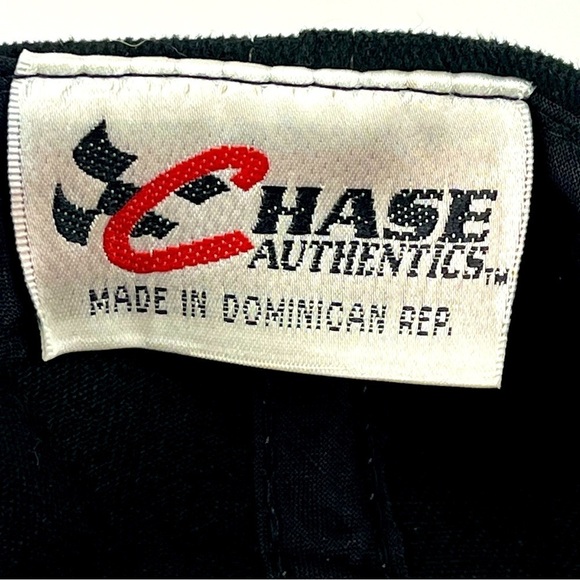 CHASE
AUTHENTICS™
MADE IN DOMINICAN REP.